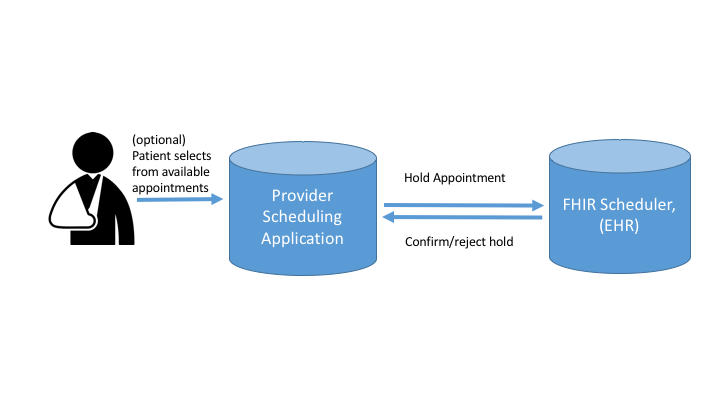 (optional)
Patient selects
from available
appointments
Provider
Scheduling
Application
Hold Appointment
Confirm/reject hold
FHIR Scheduler,
(EHR)